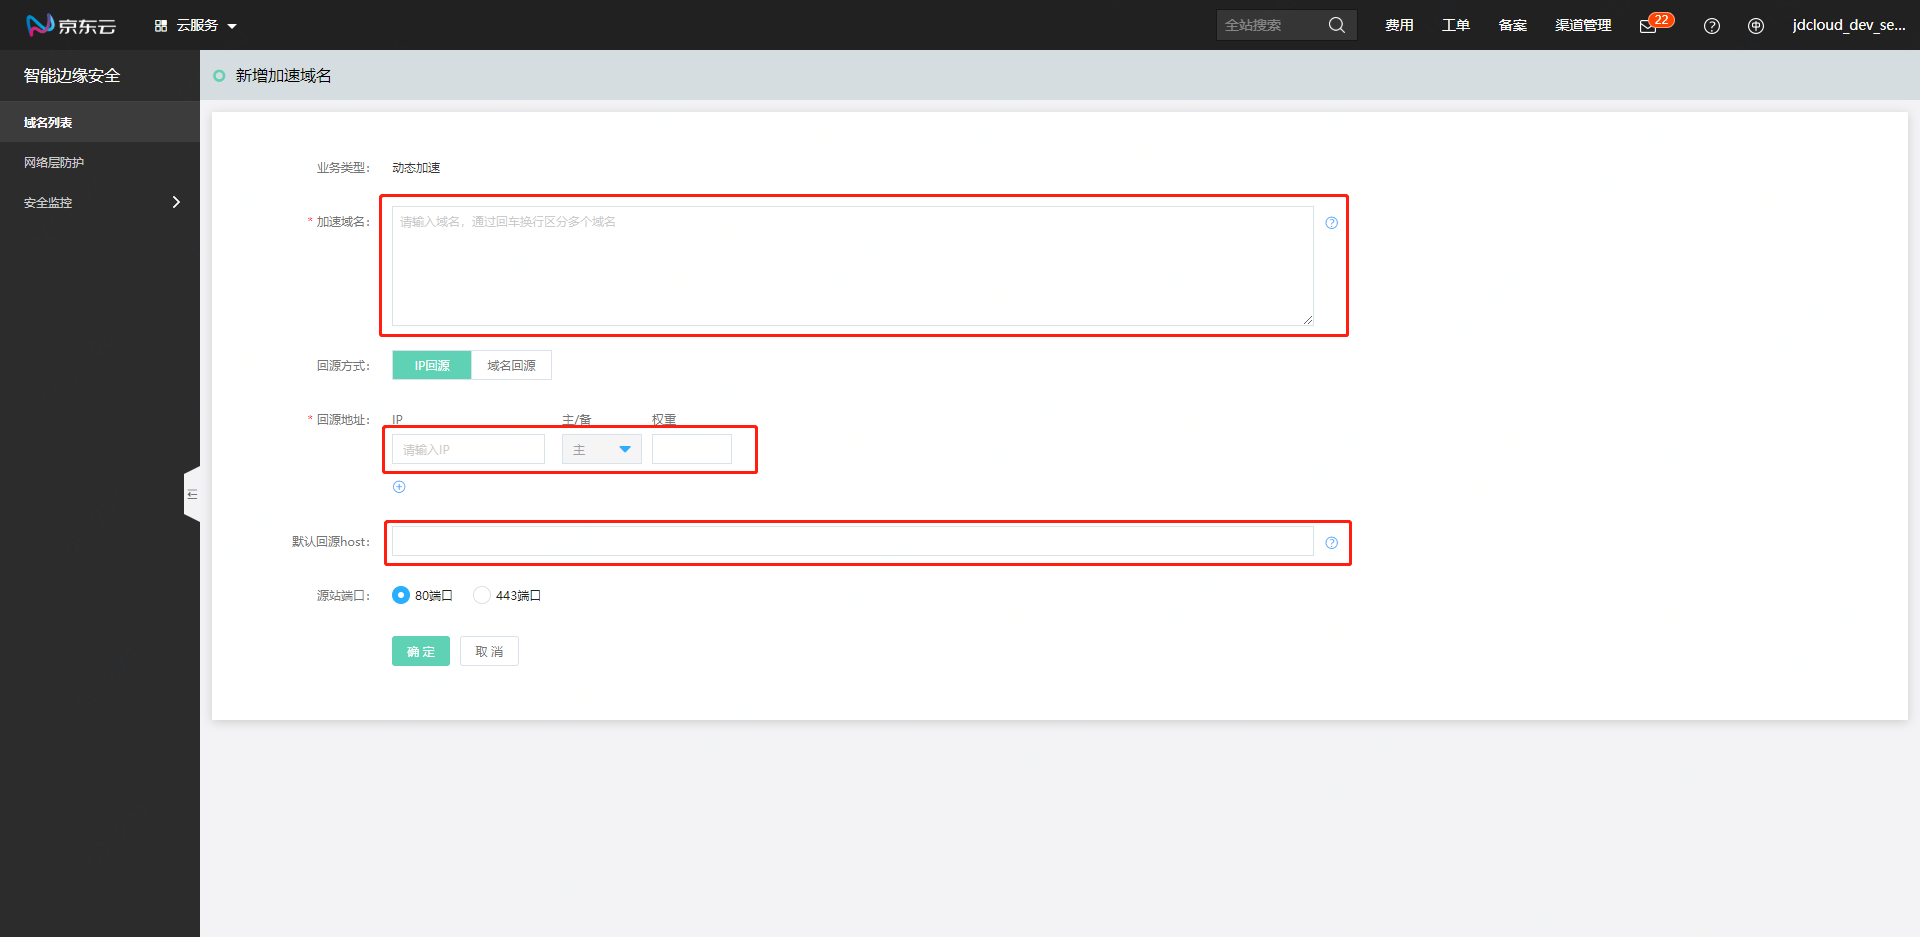 京东云 云服务 全站搜索 费用 工单 备案 渠道管理 22 jdcloud_dev_se...
智能边缘安全
域名列表
网络层防护
安全监控
新增加速域名
业务类型： 动态加速
* 加速域名： 请输入域名，通过回车换行区分多个域名
回源方式： IP回源 域名回源
* 回源地址： IP 主/备 权重
请输入IP 主
默认回源host：
源站端口： 80端口 443端口
确定 取消